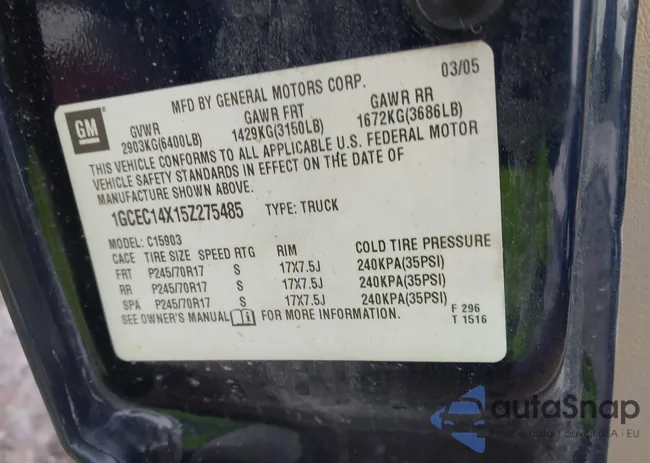 MFD BY GENERAL MOTORS CORP. 03/05
GM
GVWR GAWR FRT GAWR RR
2903KG(6400LB) 1429KG(3150LB) 1672KG(3686LB)
THIS VEHICLE CONFORMS TO ALL APPLICABLE U.S. FEDERAL MOTOR
VEHICLE SAFETY STANDARDS IN EFFECT ON THE DATE OF
MANUFACTURE SHOWN ABOVE.
1GCEC14X15Z275485 TYPE: TRUCK
MODEL: C15903
CACE TIRE SIZE SPEED RTG RIM COLD TIRE PRESSURE
FRT P245/70R17 S 17X7.5J 240KPA(35PSI)
RR P245/70R17 S 17X7.5J 240KPA(35PSI)
SPA P245/70R17 S 17X7.5J 240KPA(35PSI)
SEE OWNER'S MANUAL FOR MORE INFORMATION.
F 296
T 1516
autoSnap
USA - EU